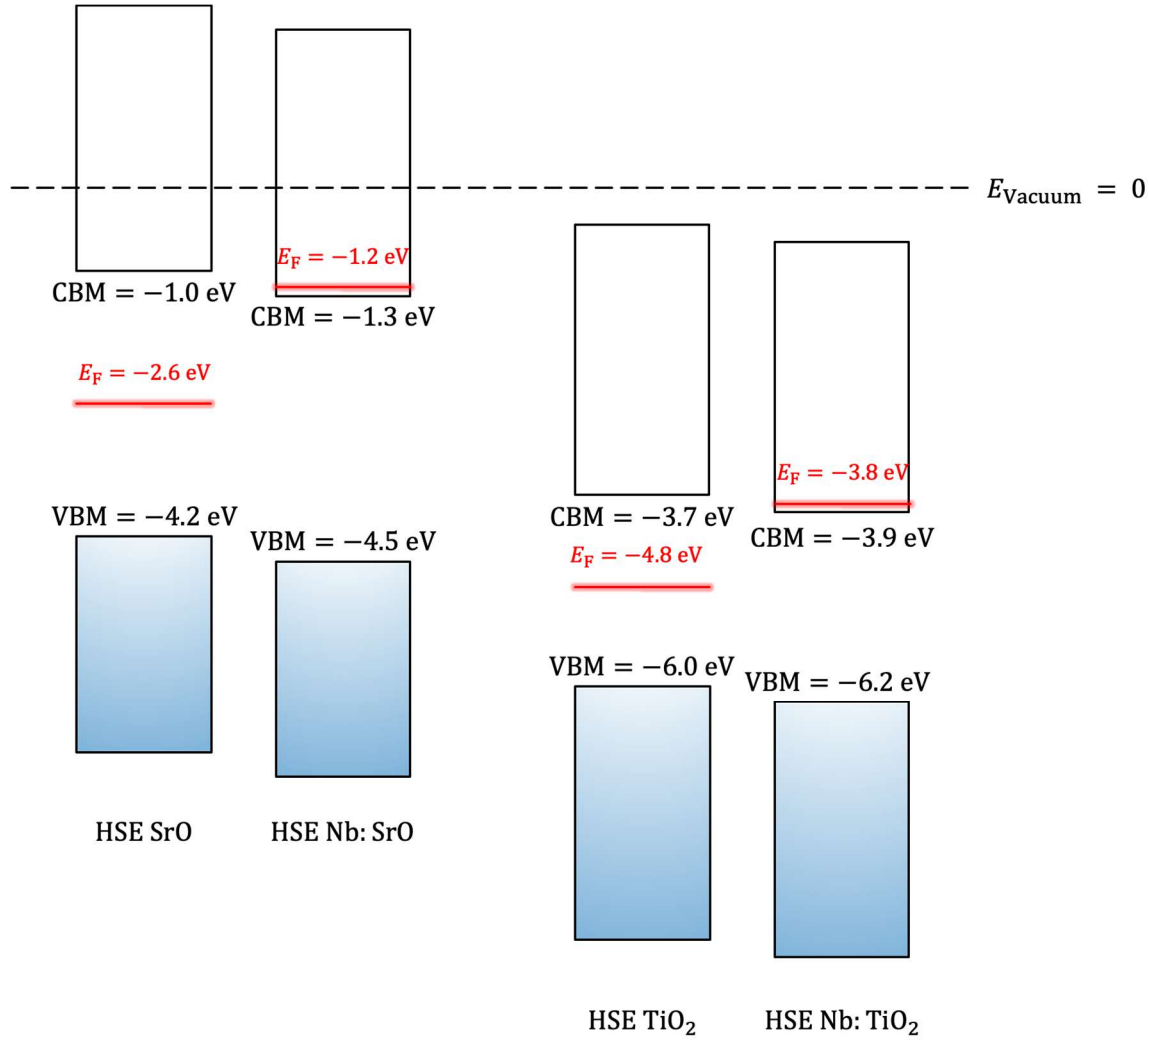 E_Vacuum = 0
E_F = −1.2 eV
CBM = −1.0 eV
CBM = −1.3 eV
E_F = −2.6 eV
E_F = −3.8 eV
VBM = −4.2 eV
CBM = −3.7 eV
VBM = −4.5 eV
CBM = −3.9 eV
E_F = −4.8 eV
VBM = −6.0 eV
VBM = −6.2 eV
HSE SrO
HSE Nb: SrO
HSE TiO₂
HSE Nb: TiO₂